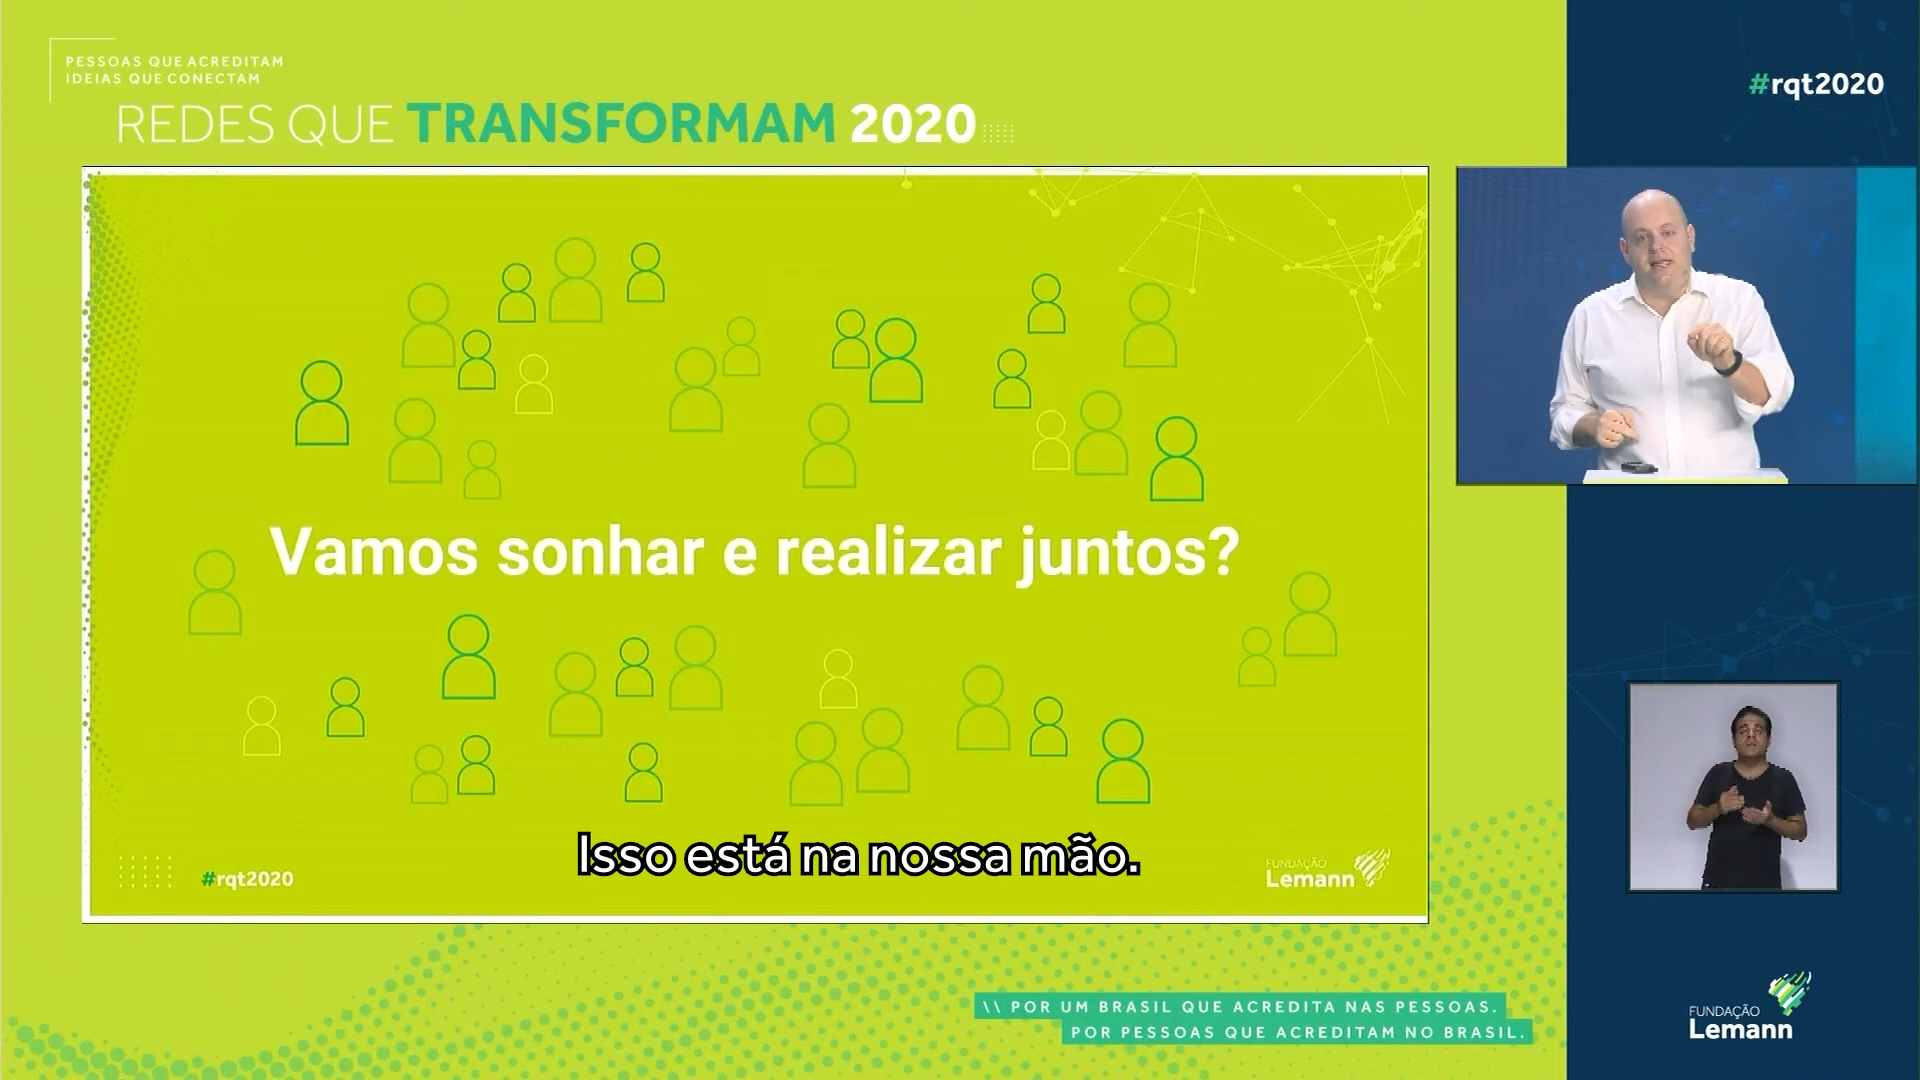 PESSOAS QUE ACREDITAM
IDEIAS QUE CONECTAM
REDES QUE TRANSFORMAM 2020
#rqt2020
Vamos sonhar e realizar juntos?
Isso está na nossa mão.
#rqt2020
FUNDAÇÃO
Lemann
\\ POR UM BRASIL QUE ACREDITA NAS PESSOAS.
POR PESSOAS QUE ACREDITAM NO BRASIL.
FUNDAÇÃO
Lemann